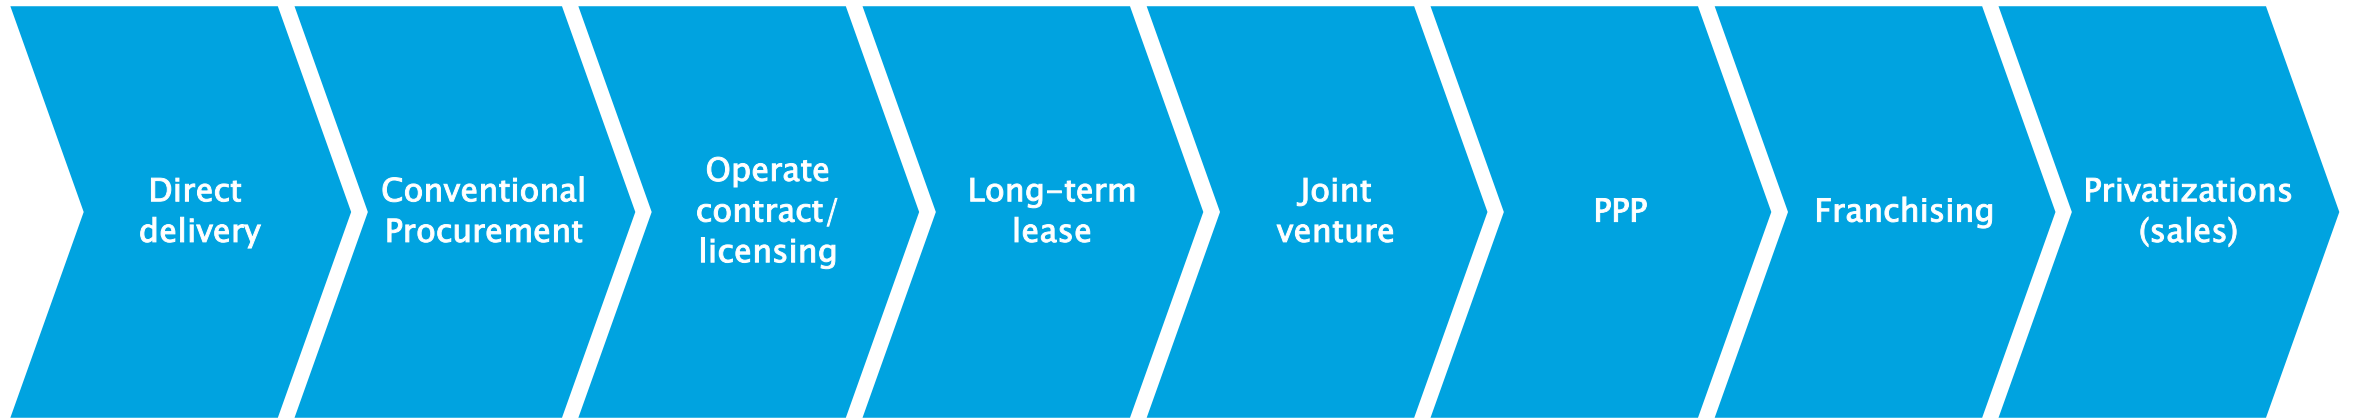 Direct
delivery
Conventional
Procurement
Operate
contract/
licensing
Long-term
lease
Joint
venture
PPP
Franchising
Privatizations
(sales)